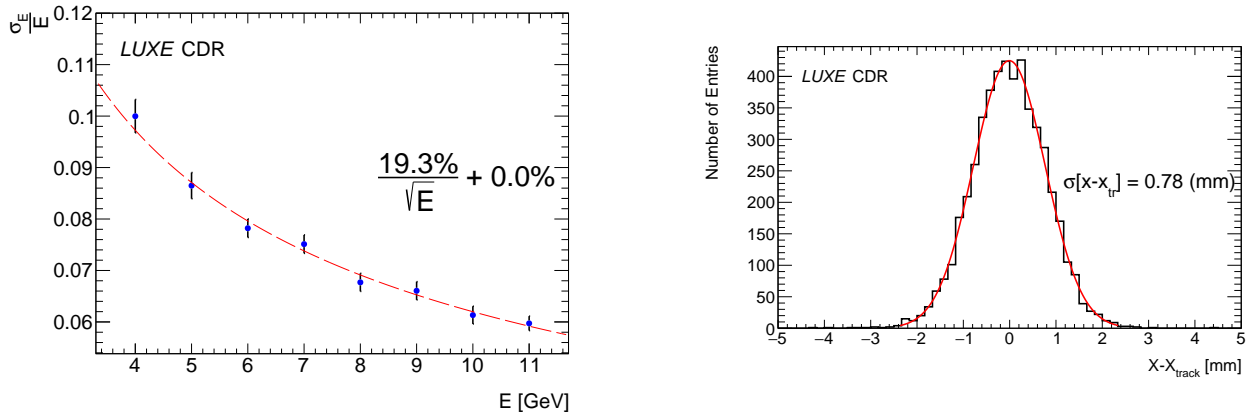 σ_E/E
0.12
0.11
0.1
0.09
0.08
0.07
0.06
LUXE CDR
19.3%/√E + 0.0%
4 5 6 7 8 9 10 11
E [GeV]
Number of Entries
400
350
300
250
200
150
100
50
0
LUXE CDR
σ[x-x_tr] = 0.78 (mm)
−5 −4 −3 −2 −1 0 1 2 3 4 5
X-X_track [mm]